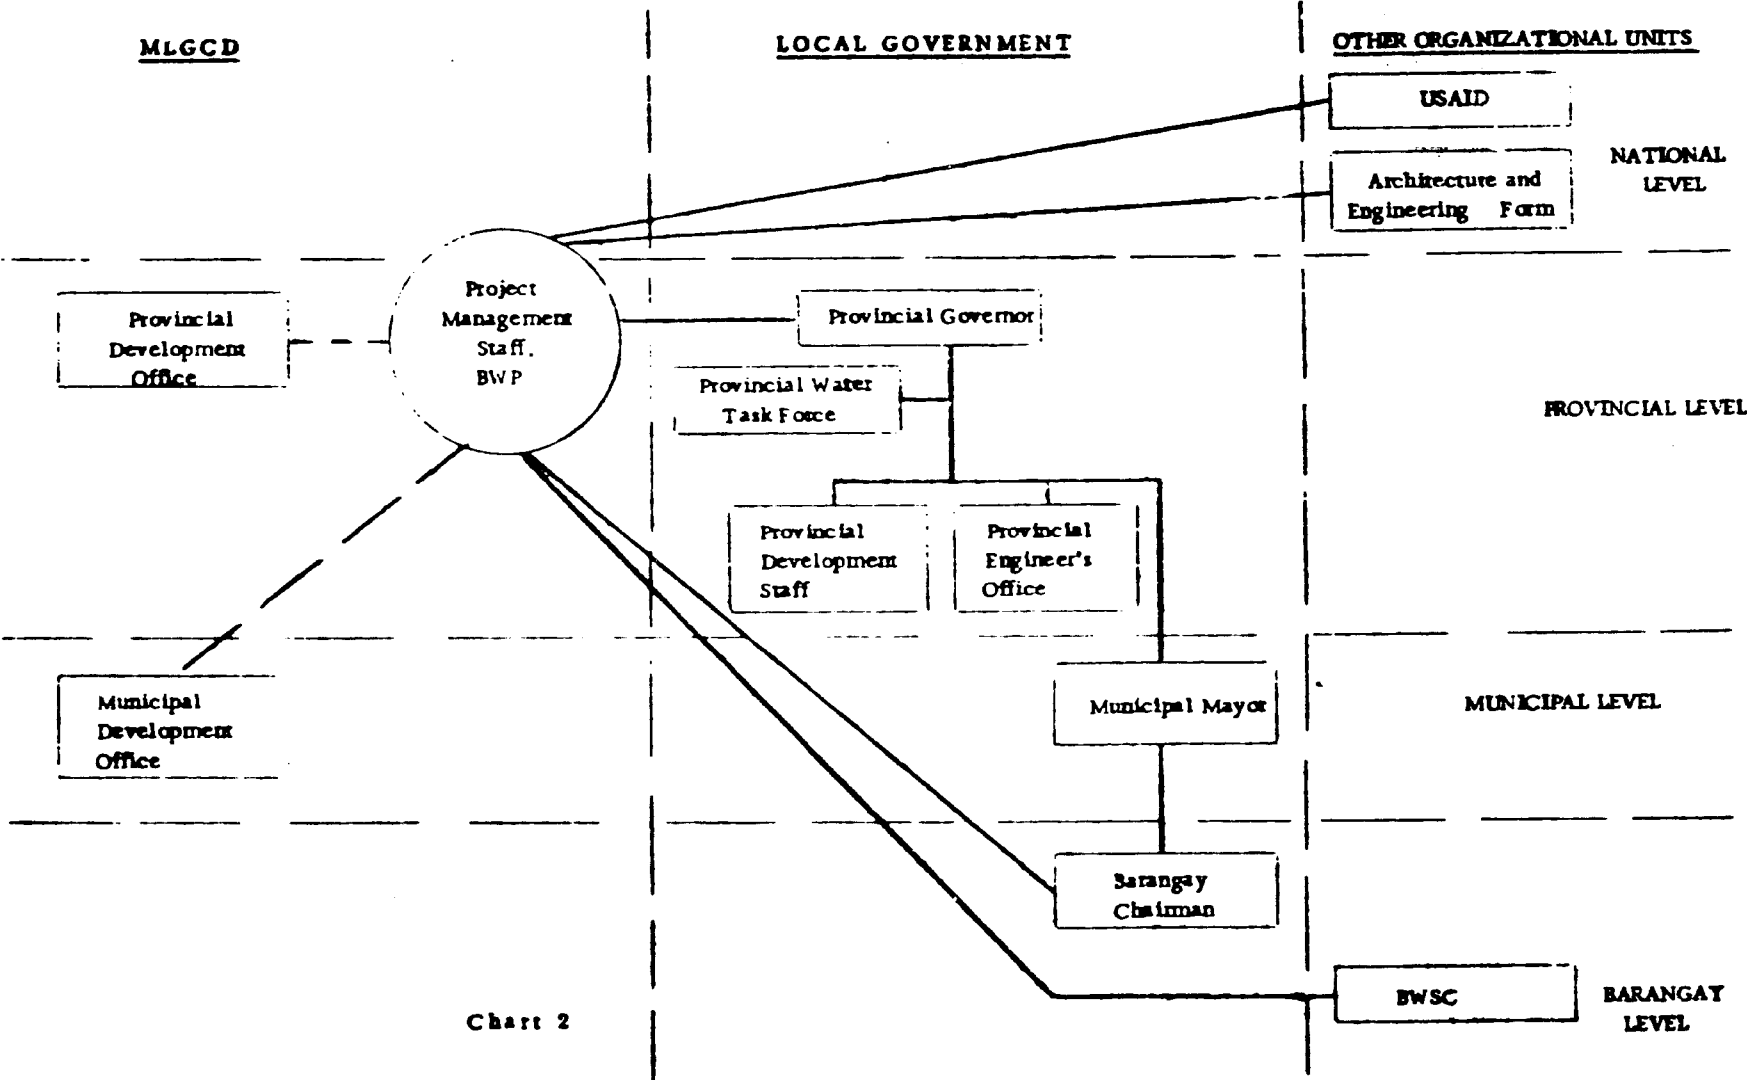 MLGCD
LOCAL GOVERNMENT
OTHER ORGANIZATIONAL UNITS
USAID
NATIONAL
LEVEL
Architecture and
Engineering Form
Project
Management
Staff.
BWP
Provincial
Development
Office
Provincial Governor
Provincial Water
Task Force
PROVINCIAL LEVEL
Provincial
Development
Staff
Provincial
Engineer's
Office
Municipal
Development
Office
Municipal Mayor
MUNICIPAL LEVEL
Barangay
Chairman
BWSC
BARANGAY
LEVEL
Chart 2